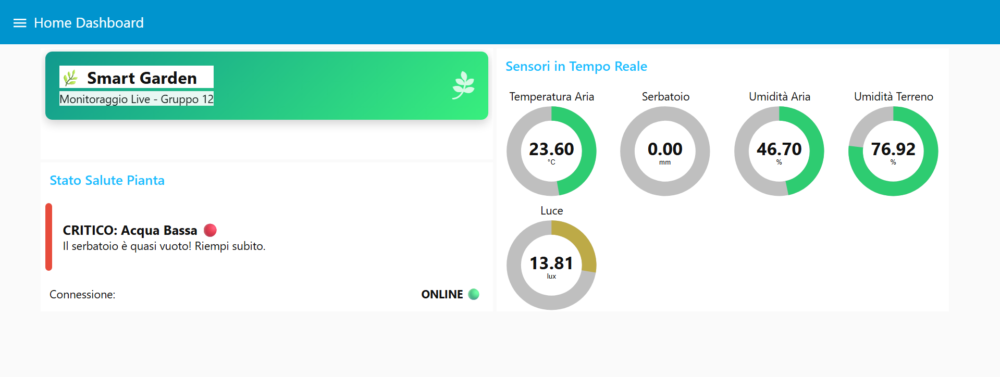 Home Dashboard
🌿 Smart Garden
Monitoraggio Live - Gruppo 12
Stato Salute Pianta
CRITICO: Acqua Bassa 🔴
Il serbatoio è quasi vuoto! Riempi subito.
Connessione:
ONLINE 🟢
Sensori in Tempo Reale
Temperatura Aria
23.60
°C
Serbatoio
0.00
mm
Umidità Aria
46.70
%
Umidità Terreno
76.92
%
Luce
13.81
lux